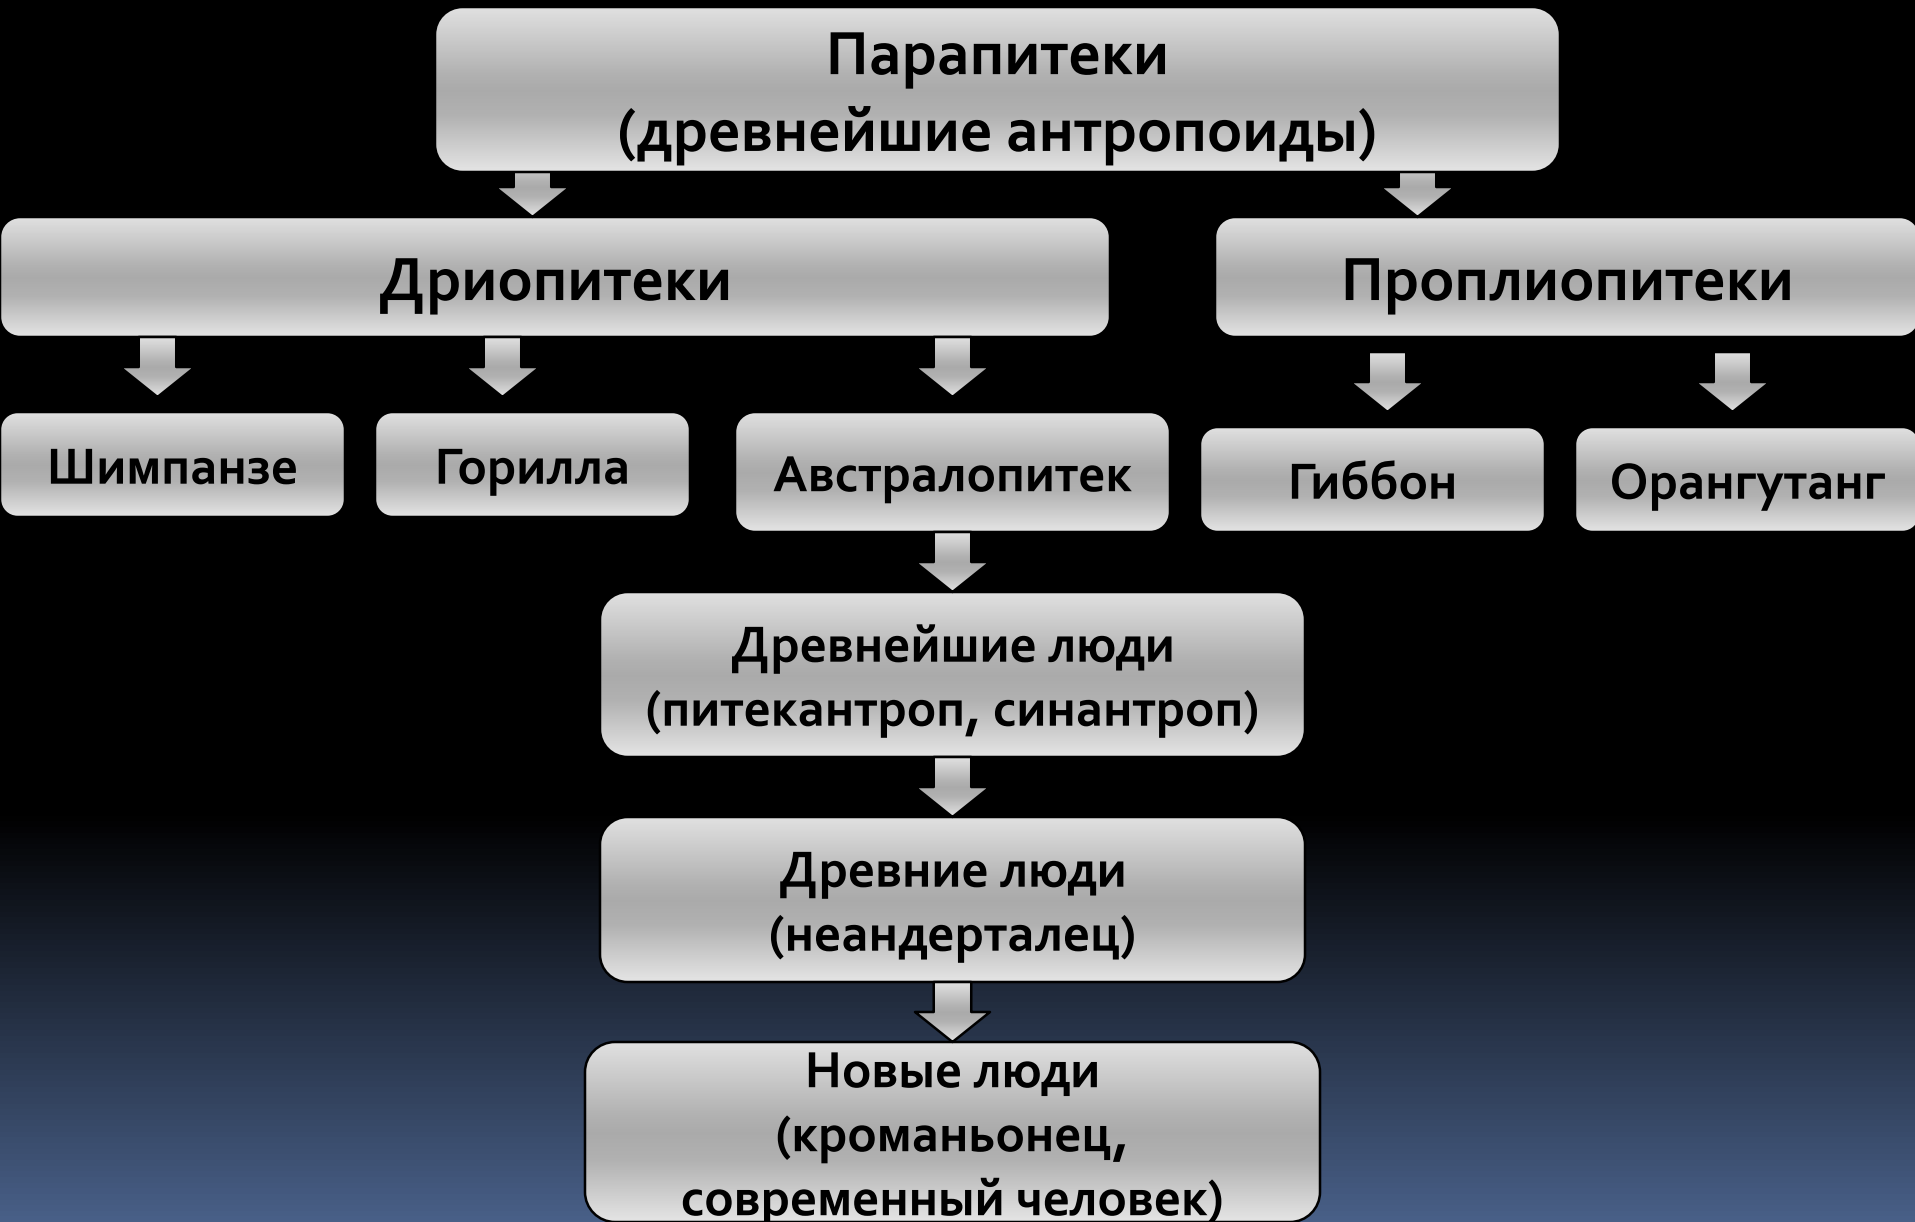 Парапитеки
(древнейшие антропоиды)
Дриопитеки
Проплиопитеки
Шимпанзе
Горилла
Австралопитек
Гиббон
Орангутанг
Древнейшие люди
(питекантроп, синантроп)
Древние люди
(неандерталец)
Новые люди
(кроманьонец,
современный человек)